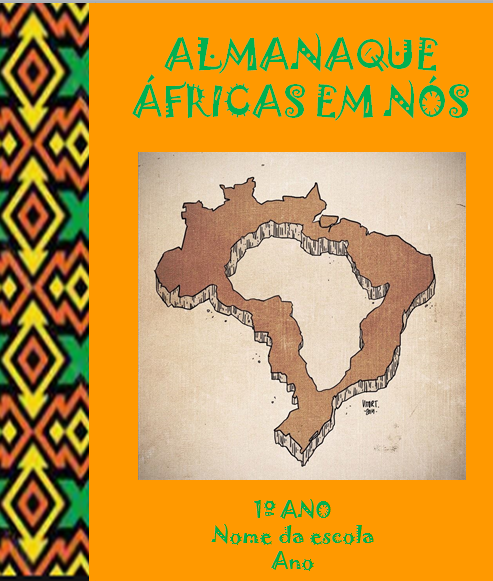 ALMANAQUE
ÁFRICAS EM NÓS
1º ANO
Nome da escola
Ano